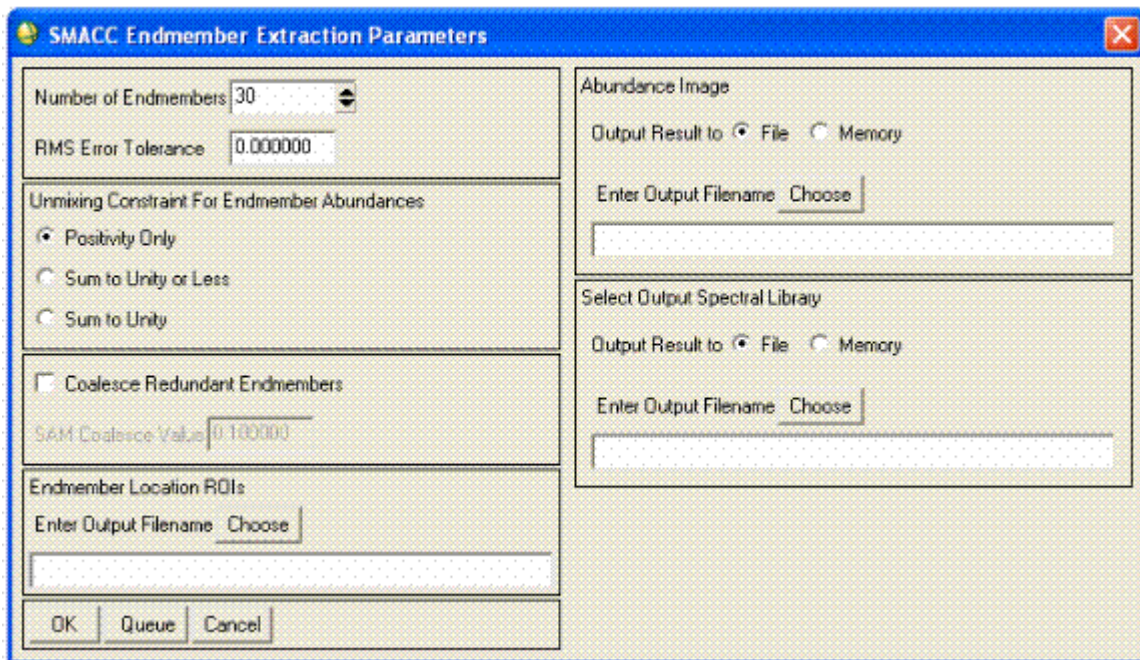 SMACC Endmember Extraction Parameters
Number of Endmembers 30
RMS Error Tolerance 0.000000
Unmixing Constraint For Endmember Abundances
Positivity Only
Sum to Unity or Less
Sum to Unity
Coalesce Redundant Endmembers
SAM Coalesce Value 0.100000
Endmember Location ROIs
Enter Output Filename Choose
OK Queue Cancel
Abundance Image
Output Result to File Memory
Enter Output Filename Choose
Select Output Spectral Library
Output Result to File Memory
Enter Output Filename Choose